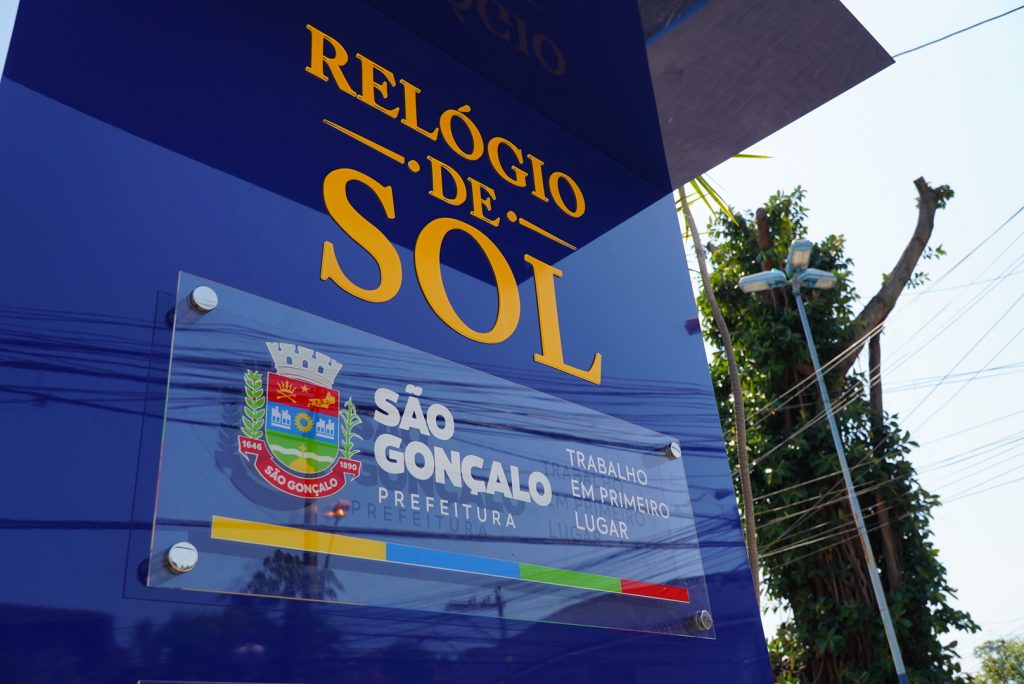 RELÓGIO
DE
SOL
SÃO
GONÇALO
PREFEITURA
TRABALHO
EM PRIMEIRO
LUGAR
1646
1890
SÃO GONÇALO